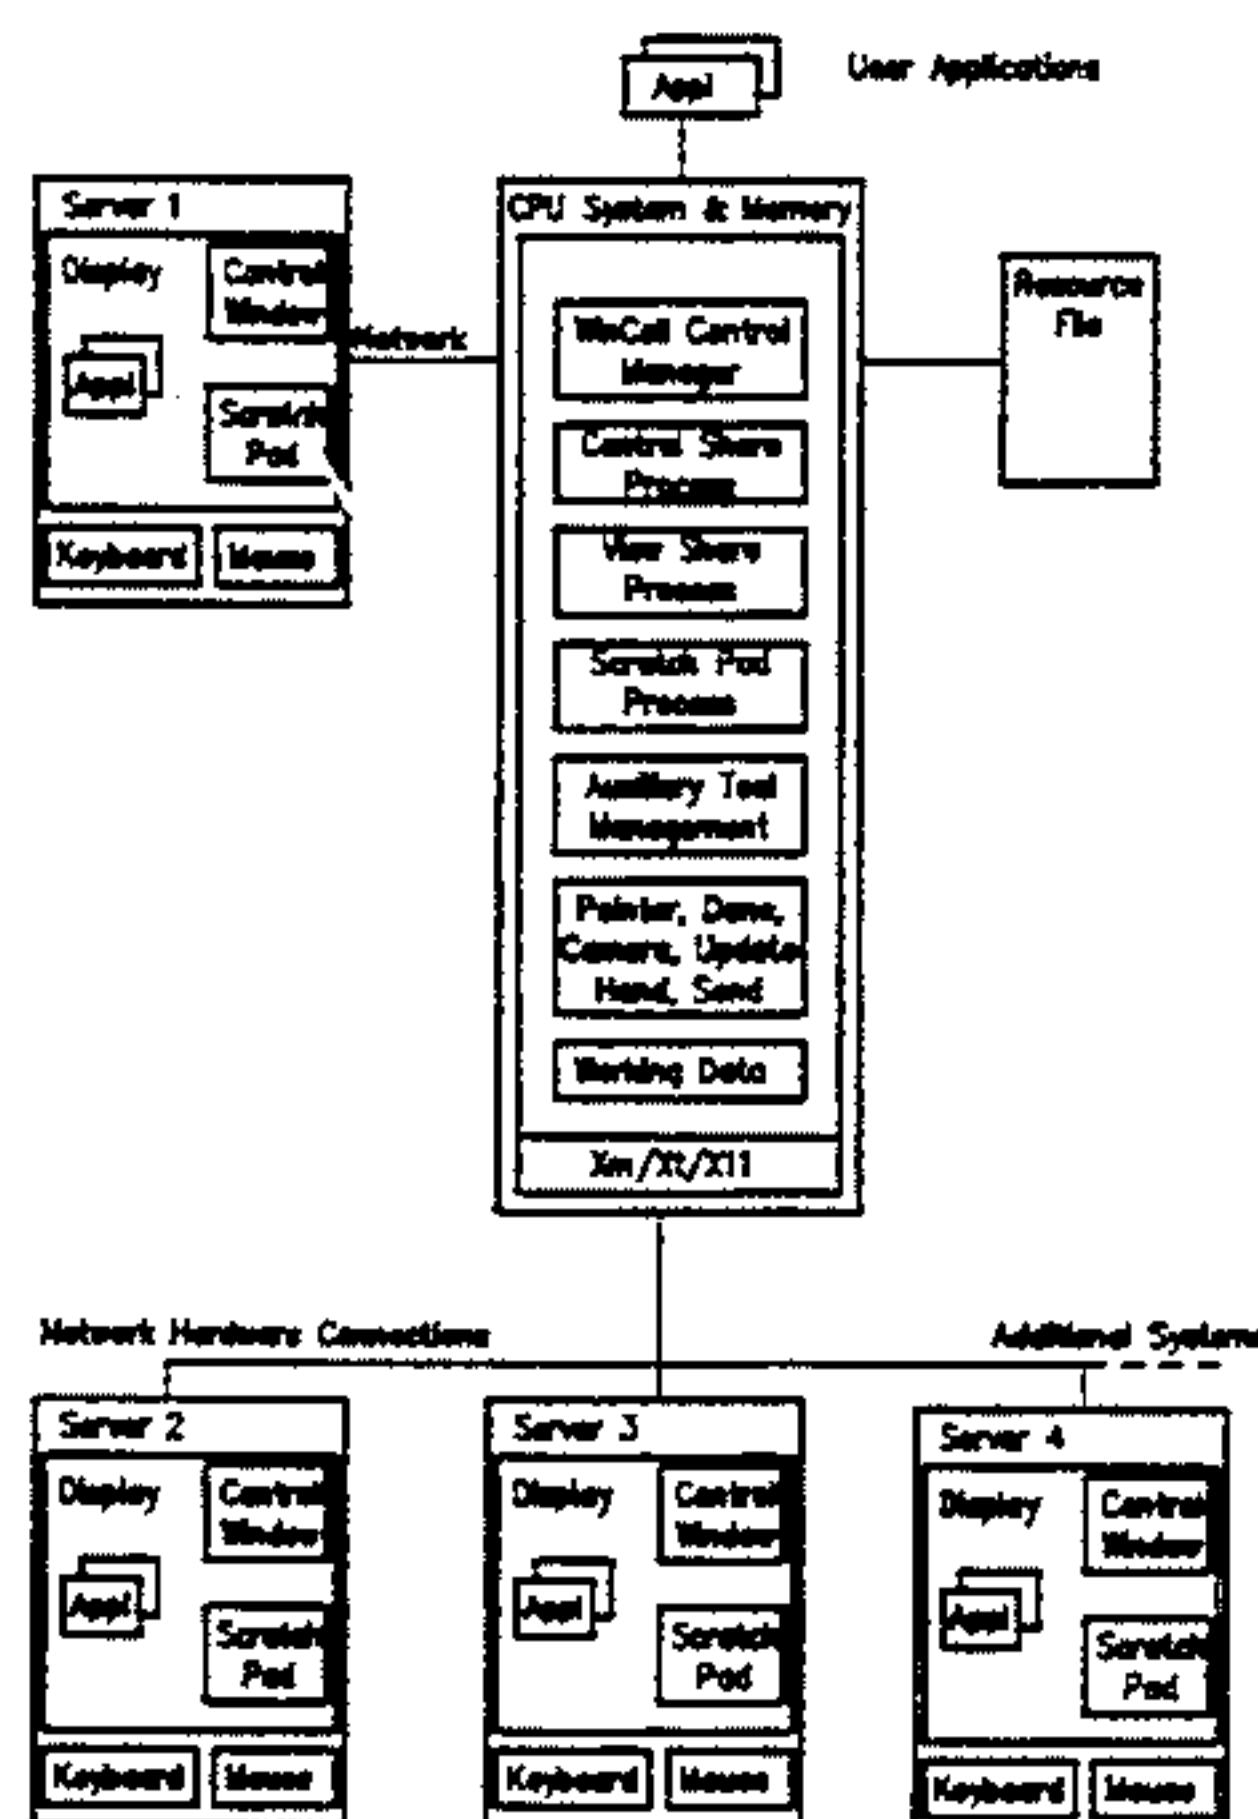 Appl
User Applications
Server 1
Display
Control
Window
Appl
Scratch
Pad
Keyboard
Mouse
Network
CPU System & Memory
WinCall Control
Manager
Control Share
Process
View Share
Process
Scratch Pad
Process
Auxiliary Tool
Management
Pointer,
Camera, Update
Hand, Send
Working Data
Xm/Xt/X11
Resource
File
Network Hardware Connections
Additional Systems
Server 2
Display
Control
Window
Appl
Scratch
Pad
Keyboard
Mouse
Server 3
Display
Control
Window
Appl
Scratch
Pad
Keyboard
Mouse
Server 4
Display
Control
Window
Appl
Scratch
Pad
Keyboard
Mouse